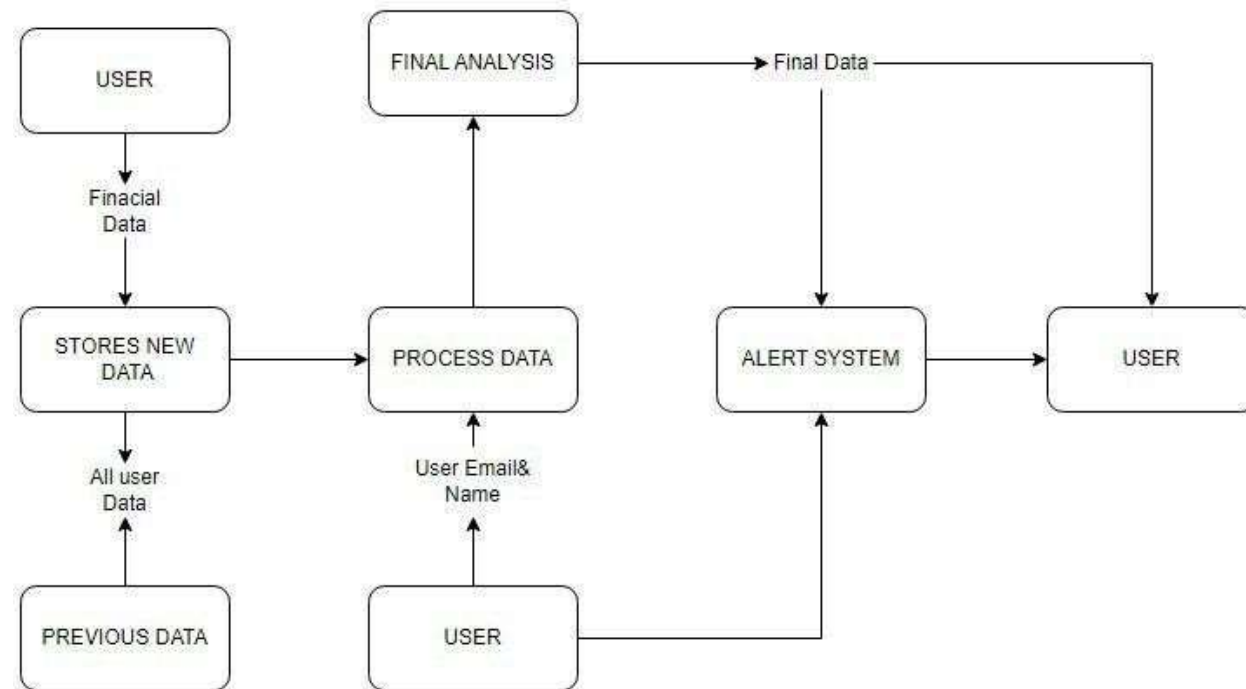 USER
Finacial
Data
STORES NEW
DATA
All user
Data
PREVIOUS DATA
FINAL ANALYSIS
PROCESS DATA
User Email&
Name
USER
Final Data
ALERT SYSTEM
USER